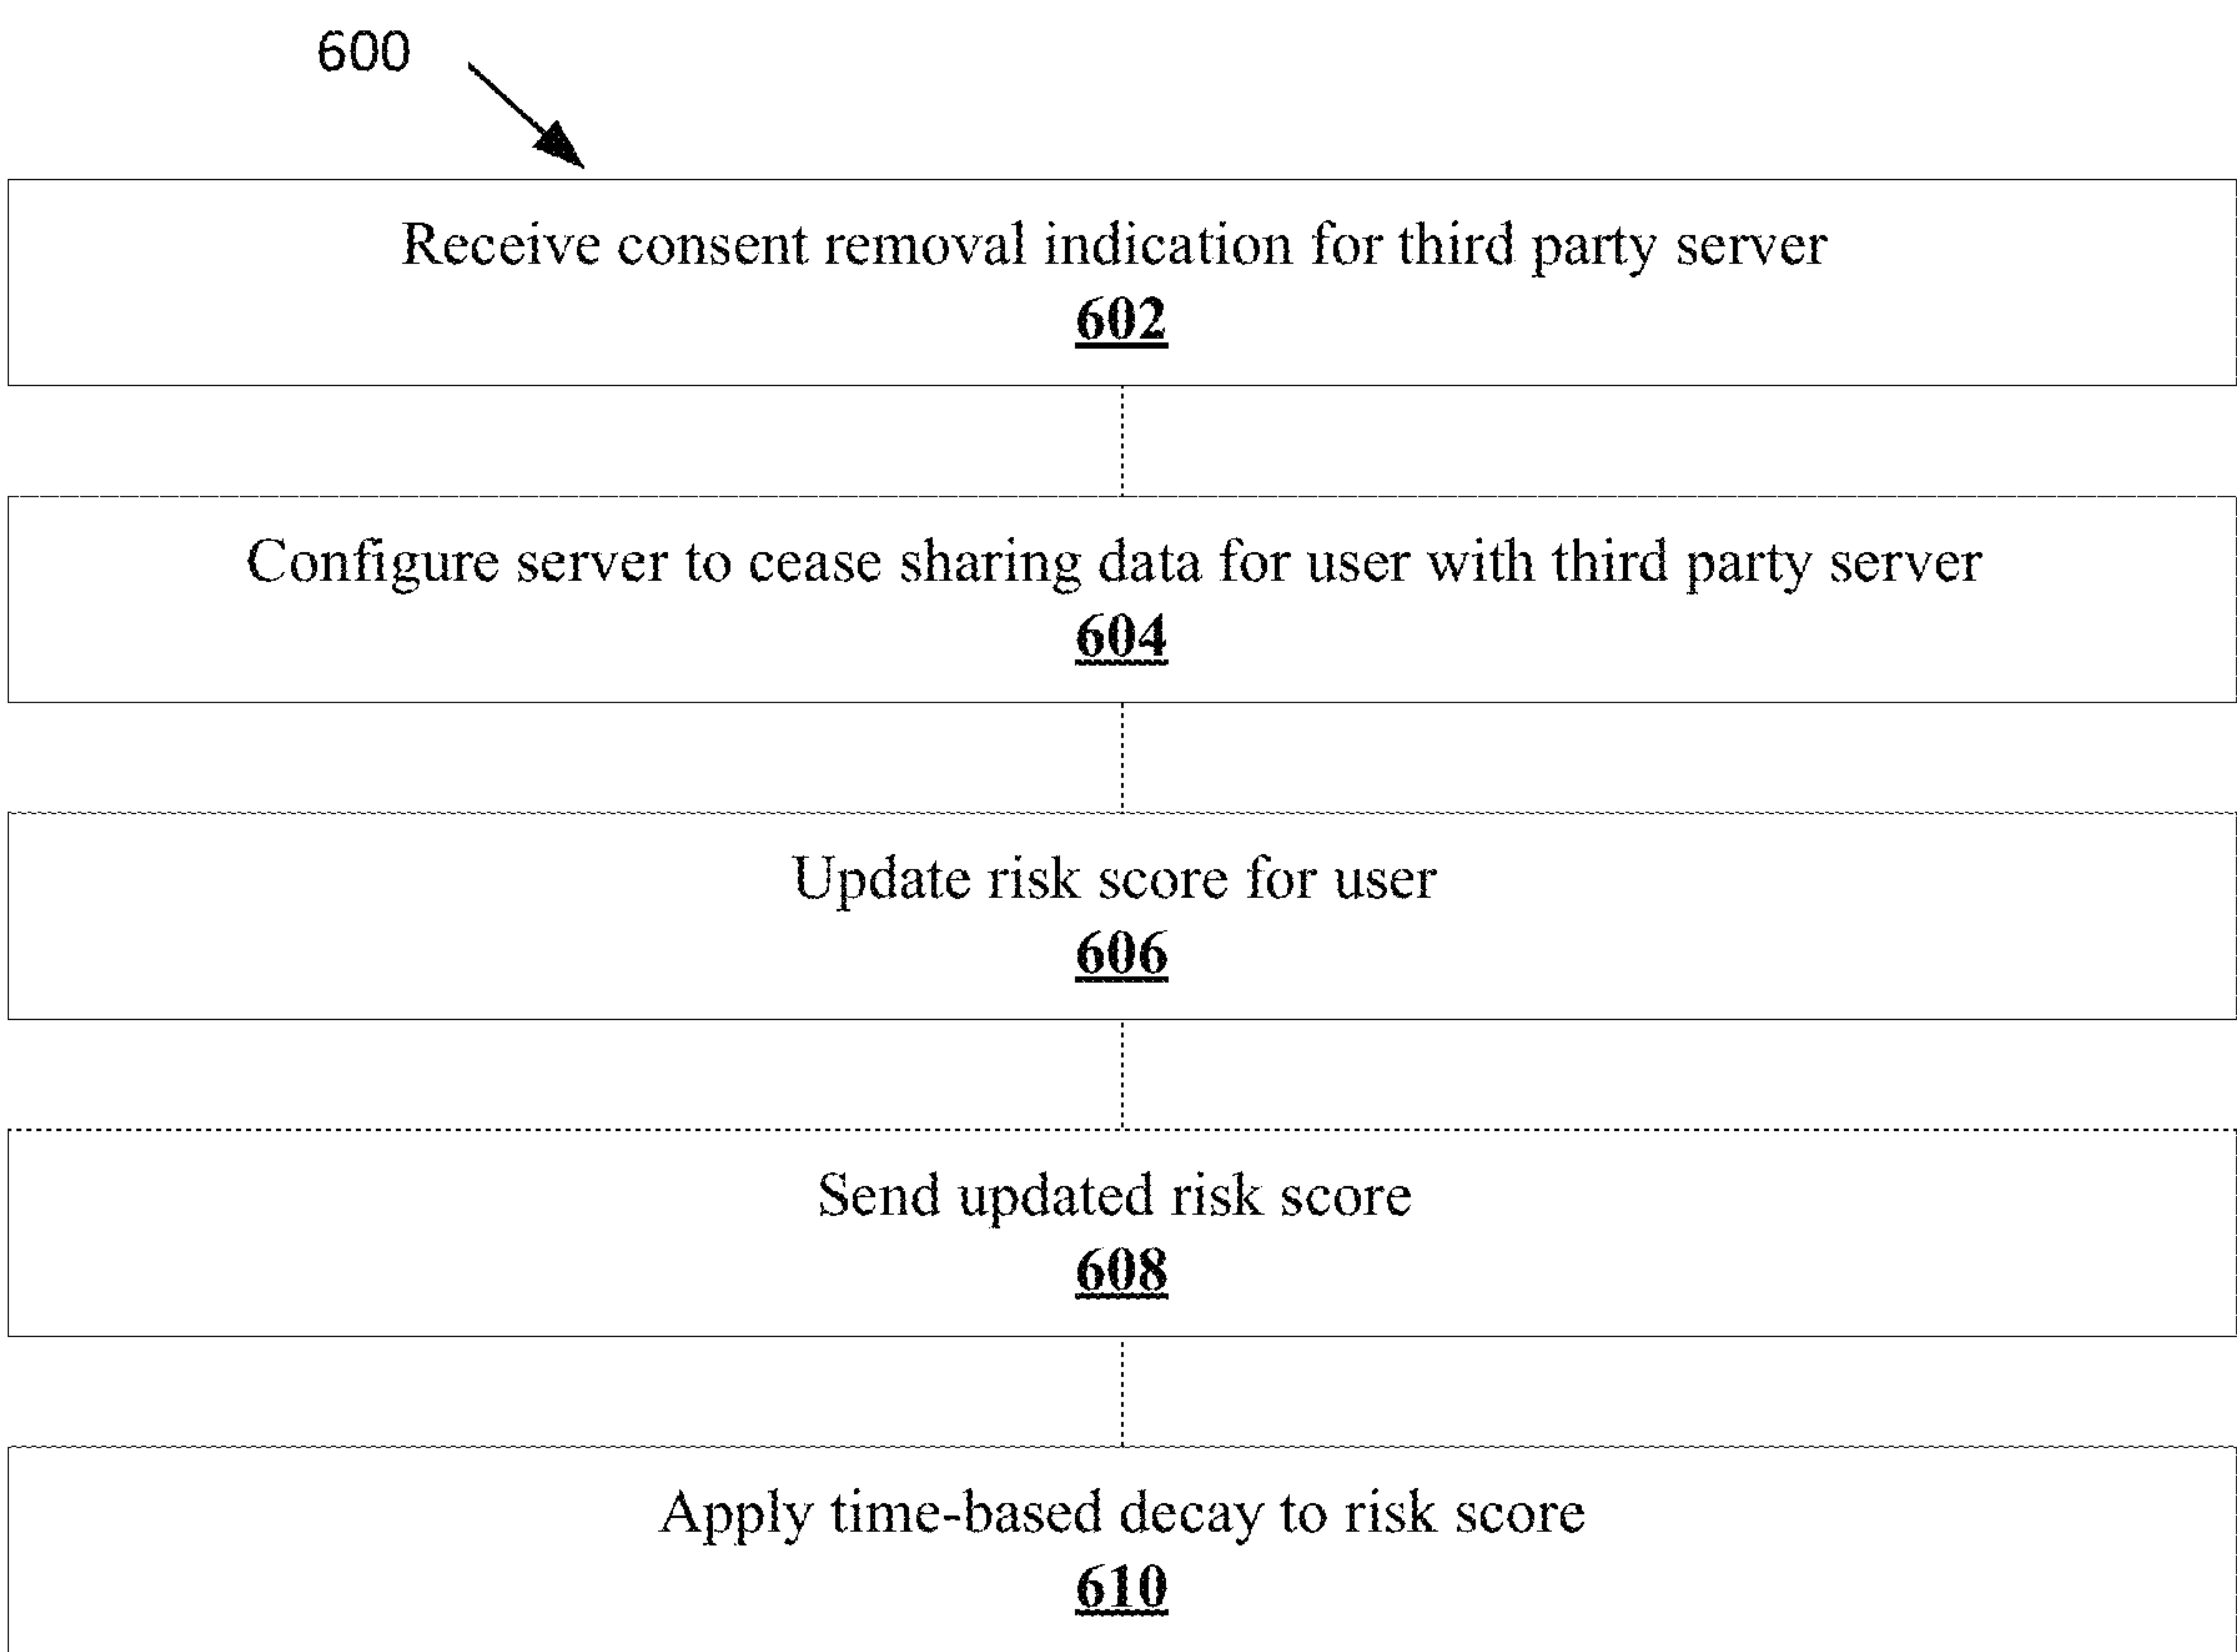 600
Receive consent removal indication for third party server
602
Configure server to cease sharing data for user with third party server
604
Update risk score for user
606
Send updated risk score
608
Apply time-based decay to risk score
610